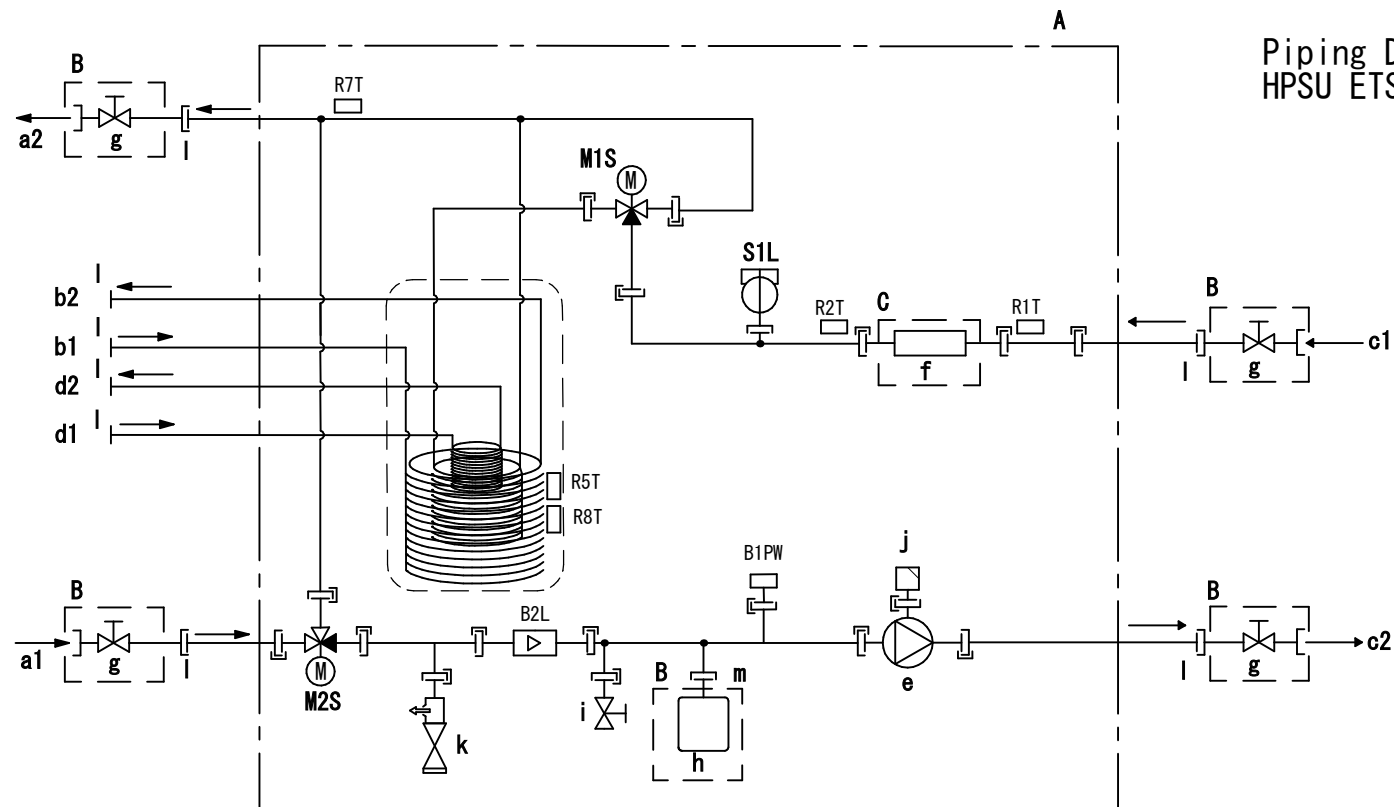 A
Piping D
HPSU ETS
B
R7T
a2
g
l
M1S
M
S1L
l
b2
b1
l
d2
l
d1
R2T
C
f
R1T
B
c1
g
l
R5T
R8T
B1PW
j
B
a1
g
l
M
M2S
B2L
k
i
B
m
h
e
B
c2
g
l